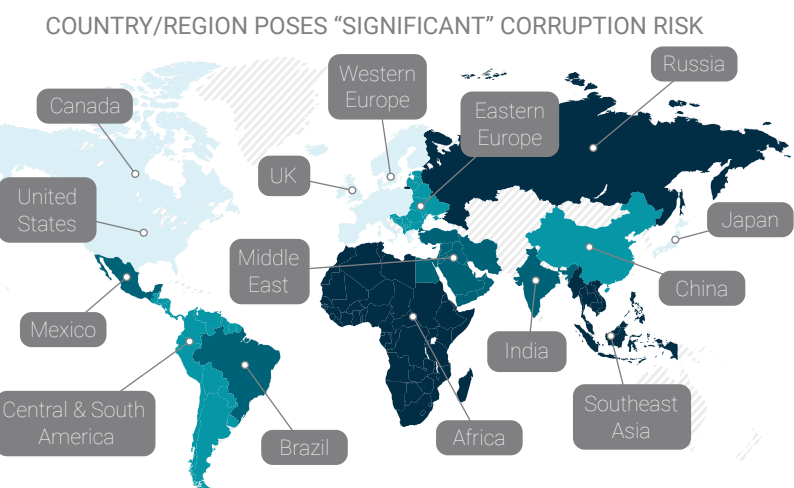 COUNTRY/REGION POSES “SIGNIFICANT” CORRUPTION RISK
Russia
Western
Europe
Canada
Eastern
Europe
UK
United
States
Japan
Middle
East
China
Mexico
India
Central & South
America
Southeast
Asia
Brazil
Africa